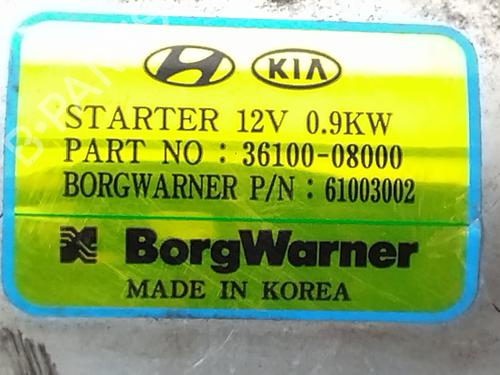 KIA
STARTER 12V 0.9KW
PART NO : 36100-08000
BORGWARNER P/N : 61003002
BorgWarner
MADE IN KOREA